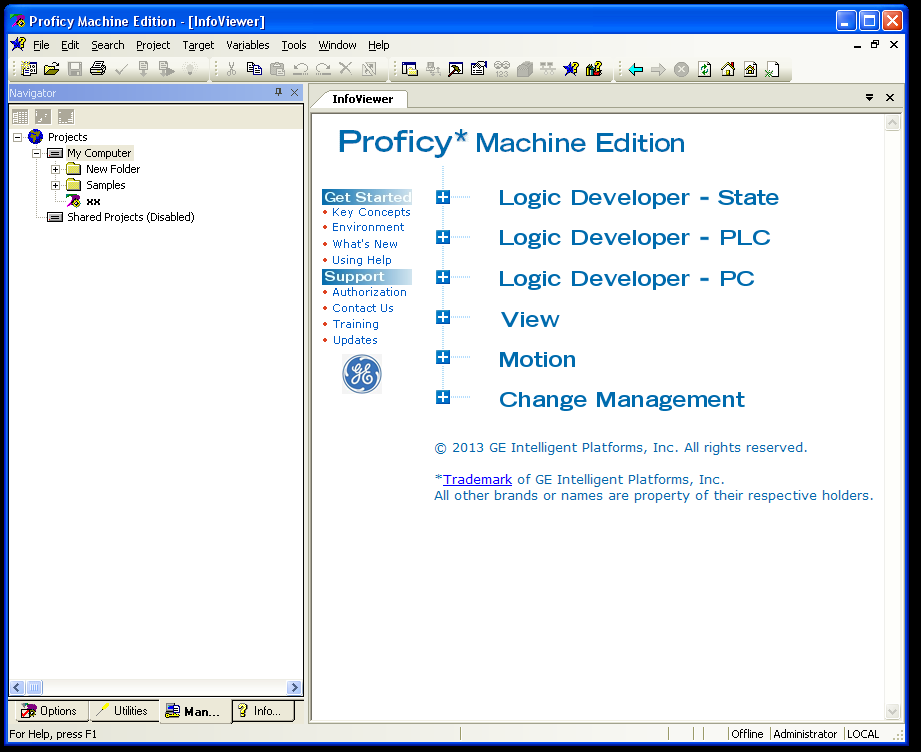 Proficy Machine Edition - [InfoViewer]
File Edit Search Project Target Variables Tools Window Help
Navigator
InfoViewer
Projects
My Computer
New Folder
Samples
xx
Shared Projects (Disabled)
Proficy* Machine Edition
Get Started
Key Concepts
Environment
What's New
Using Help
Support
Authorization
Contact Us
Training
Updates
GE
Logic Developer - State
Logic Developer - PLC
Logic Developer - PC
View
Motion
Change Management
© 2013 GE Intelligent Platforms, Inc. All rights reserved.
*Trademark of GE Intelligent Platforms, Inc.
All other brands or names are property of their respective holders.
Options Utilities Man... Info...
For Help, press F1
Offline Administrator LOCAL